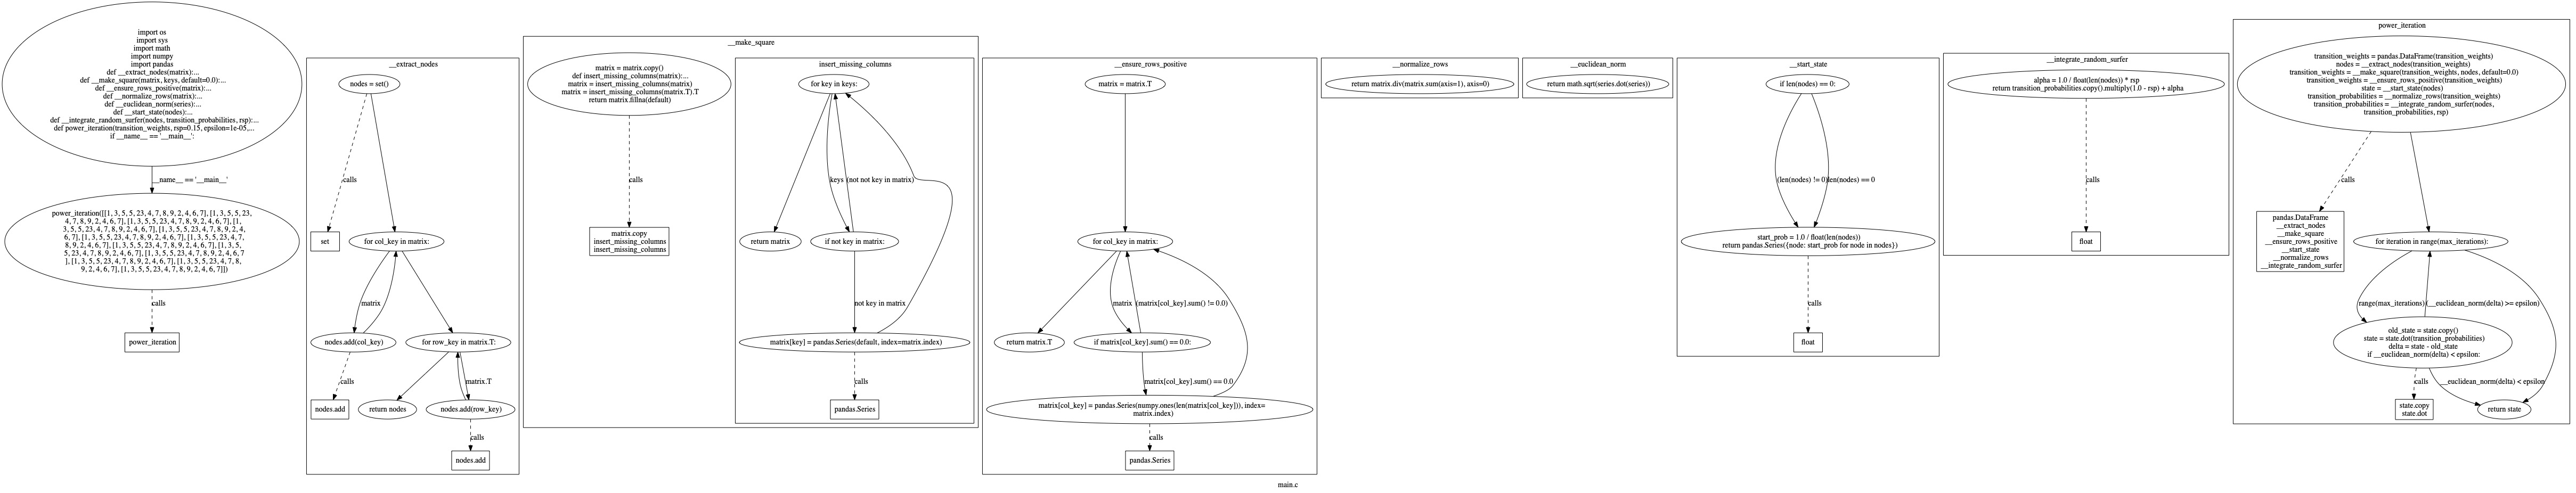 import os
import sys
import math
import numpy
import pandas
def __extract_nodes(matrix):...
def __make_square(matrix, keys, default=0.0):...
def __ensure_rows_positive(matrix):...
def __normalize_rows(matrix):...
def __euclidean_norm(series):...
def __start_state(nodes):...
def __integrate_random_surfer(nodes, transition_probabilities, rsp):...
def power_iteration(transition_weights, rsp=0.15, epsilon=1e-05,...
if __name__ == '__main__':
__name__ == '__main__'
power_iteration([[1, 3, 5, 5, 23, 4, 7, 8, 9, 2, 4, 6, 7], [1, 3, 5, 5, 23,
4, 7, 8, 9, 2, 4, 6, 7], [1, 3, 5, 5, 23, 4, 7, 8, 9, 2, 4, 6, 7], [1,
3, 5, 5, 23, 4, 7, 8, 9, 2, 4, 6, 7], [1, 3, 5, 5, 23, 4, 7, 8, 9, 2, 4,
6, 7], [1, 3, 5, 5, 23, 4, 7, 8, 9, 2, 4, 6, 7], [1, 3, 5, 5, 23, 4, 7,
8, 9, 2, 4, 6, 7], [1, 3, 5, 5, 23, 4, 7, 8, 9, 2, 4, 6, 7], [1, 3, 5,
5, 23, 4, 7, 8, 9, 2, 4, 6, 7], [1, 3, 5, 5, 23, 4, 7, 8, 9, 2, 4, 6, 7
], [1, 3, 5, 5, 23, 4, 7, 8, 9, 2, 4, 6, 7], [1, 3, 5, 5, 23, 4, 7, 8,
9, 2, 4, 6, 7], [1, 3, 5, 5, 23, 4, 7, 8, 9, 2, 4, 6, 7]])
calls
power_iteration
__extract_nodes
nodes = set()
calls
set
for col_key in matrix:
matrix
nodes.add(col_key)
for row_key in matrix.T:
calls
matrix.T
nodes.add
return nodes
nodes.add(row_key)
calls
nodes.add
__make_square
matrix = matrix.copy()
def insert_missing_columns(matrix):...
matrix = insert_missing_columns(matrix)
matrix = insert_missing_columns(matrix.T).T
return matrix.fillna(default)
calls
matrix.copy
insert_missing_columns
insert_missing_columns
insert_missing_columns
for key in keys:
keys
(not not key in matrix)
return matrix
if not key in matrix:
not key in matrix
matrix[key] = pandas.Series(default, index=matrix.index)
calls
pandas.Series
__ensure_rows_positive
matrix = matrix.T
for col_key in matrix:
matrix
(matrix[col_key].sum() != 0.0)
return matrix.T
if matrix[col_key].sum() == 0.0:
matrix[col_key].sum() == 0.0
matrix[col_key] = pandas.Series(numpy.ones(len(matrix[col_key])), index=
matrix.index)
calls
pandas.Series
__normalize_rows
return matrix.div(matrix.sum(axis=1), axis=0)
__euclidean_norm
return math.sqrt(series.dot(series))
__start_state
if len(nodes) == 0:
(len(nodes) != 0)
len(nodes) == 0
start_prob = 1.0 / float(len(nodes))
return pandas.Series({node: start_prob for node in nodes})
calls
float
__integrate_random_surfer
alpha = 1.0 / float(len(nodes)) * rsp
return transition_probabilities.copy().multiply(1.0 - rsp) + alpha
calls
float
power_iteration
transition_weights = pandas.DataFrame(transition_weights)
nodes = __extract_nodes(transition_weights)
transition_weights = __make_square(transition_weights, nodes, default=0.0)
transition_weights = __ensure_rows_positive(transition_weights)
state = __start_state(nodes)
transition_probabilities = __normalize_rows(transition_weights)
transition_probabilities = __integrate_random_surfer(nodes,
transition_probabilities, rsp)
calls
pandas.DataFrame
__extract_nodes
__make_square
__ensure_rows_positive
__start_state
__normalize_rows
__integrate_random_surfer
for iteration in range(max_iterations):
range(max_iterations)
(__euclidean_norm(delta) >= epsilon)
old_state = state.copy()
state = state.dot(transition_probabilities)
delta = state - old_state
if __euclidean_norm(delta) < epsilon:
calls
__euclidean_norm(delta) < epsilon
state.copy
state.dot
return state
main.c